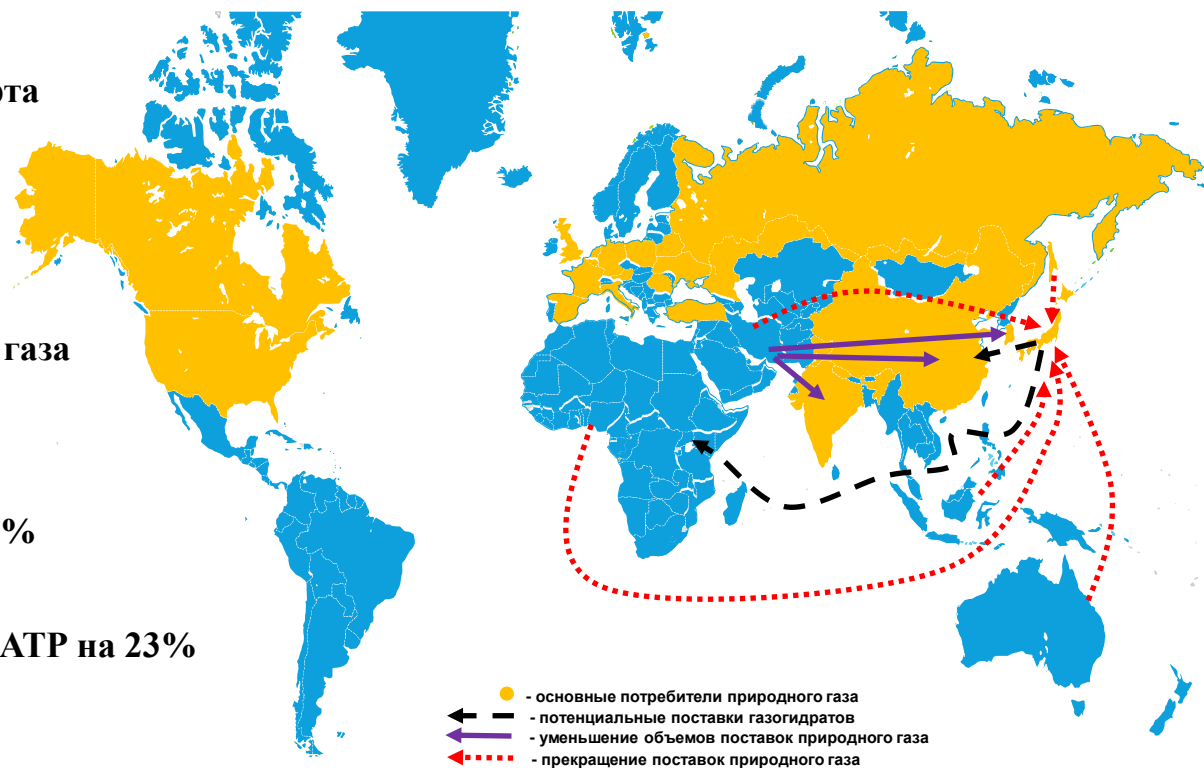 рта
газа
%
АТР на 23%
- основные потребители природного газа
- потенциальные поставки газогидратов
- уменьшение объемов поставок природного газа
- прекращение поставок природного газа